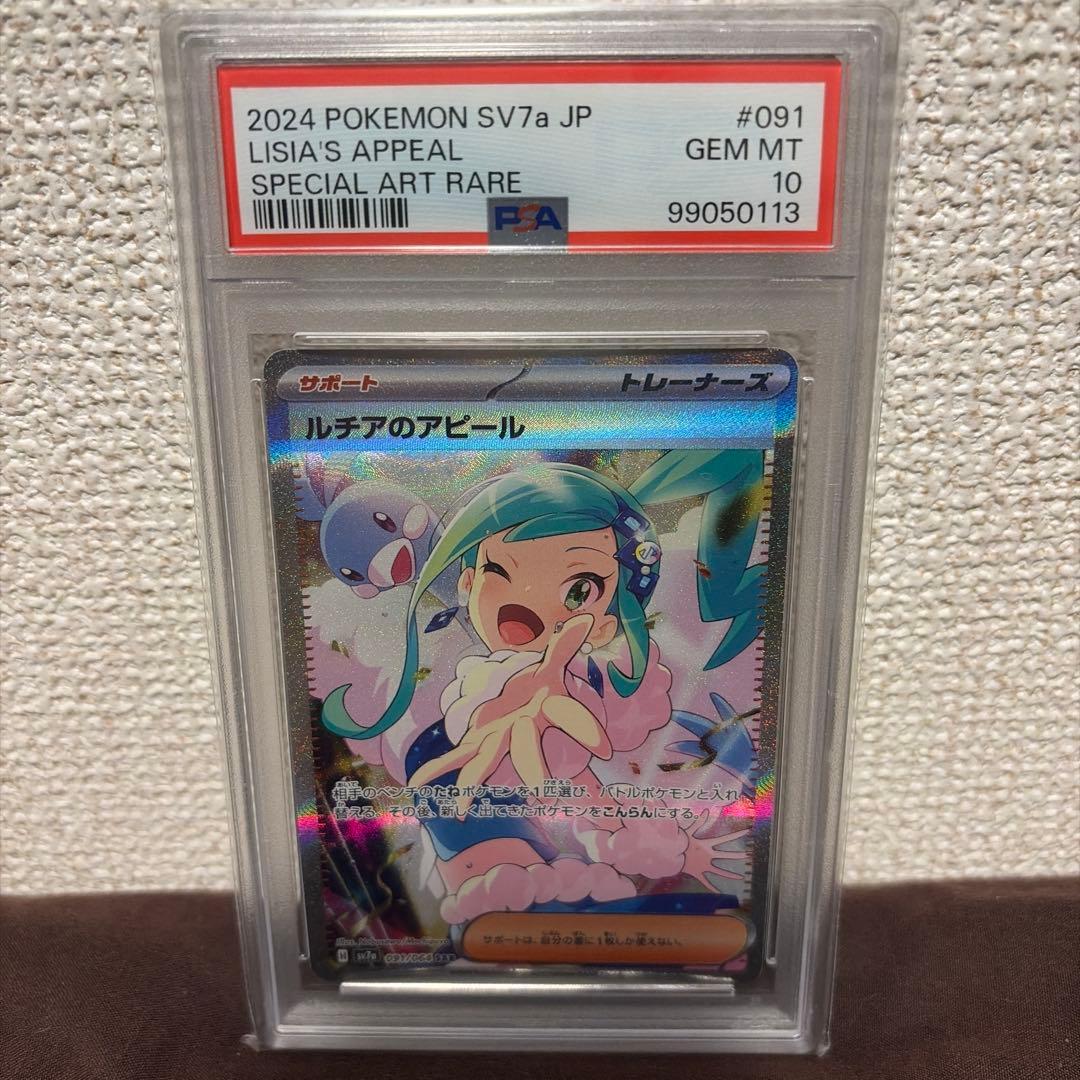 2024 POKEMON SV7a JP #091
LISIA'S APPEAL GEM MT
SPECIAL ART RARE 10
PSA 99050113
サポート トレーナーズ
ルチアのアピール
相手のベンチのたねポケモンを1匹選び、バトルポケモンと入れ
替える。その後、新しく出てきたポケモンをこんらんにする。
サポートは、自分の番に1枚しか使えない。
Illus.
H sv7a 091/064 SAR